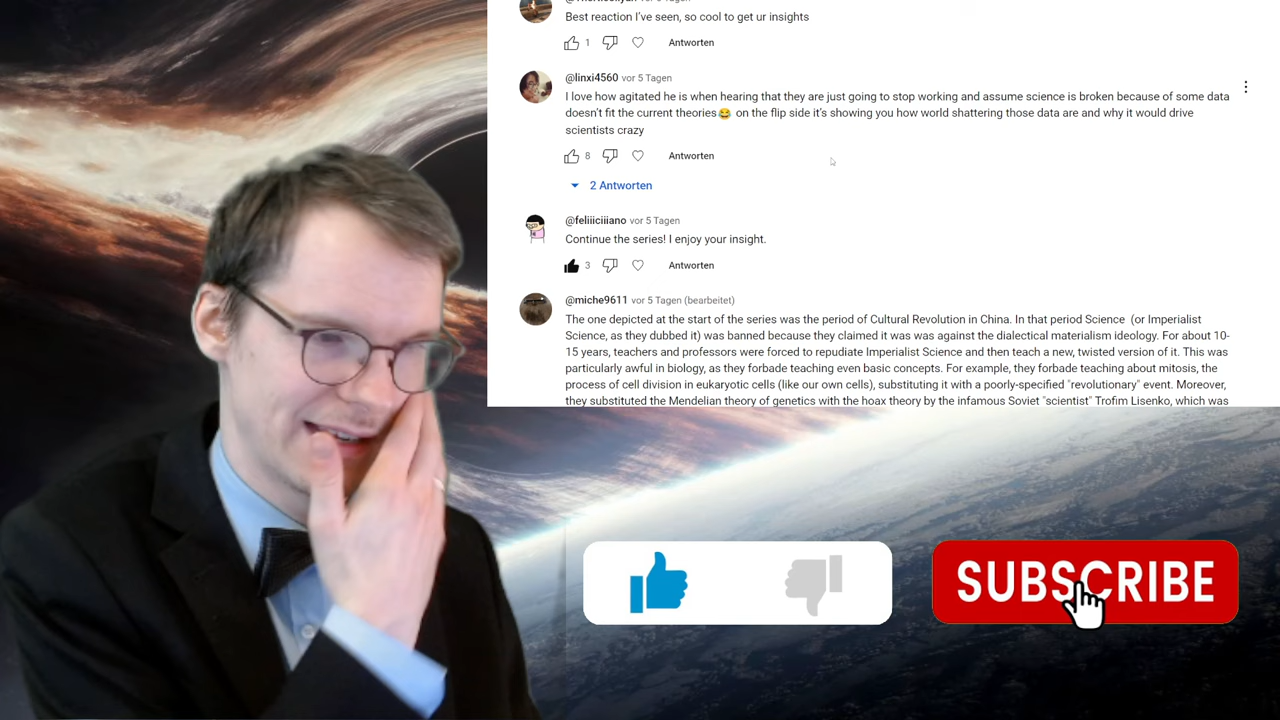 Best reaction I've seen, so cool to get ur insights
1 Antworten
@linxi4560 vor 5 Tagen
I love how agitated he is when hearing that they are just going to stop working and assume science is broken because of some data
doesn't fit the current theories😂 on the flip side it's showing you how world shattering those data are and why it would drive
scientists crazy
8 Antworten
2 Antworten
@feliiiciiiano vor 5 Tagen
Continue the series! I enjoy your insight.
3 Antworten
@miche9611 vor 5 Tagen (bearbeitet)
The one depicted at the start of the series was the period of Cultural Revolution in China. In that period Science (or Imperialist
Science, as they dubbed it) was banned because they claimed it was was against the dialectical materialism ideology. For about 10-
15 years, teachers and professors were forced to repudiate Imperialist Science and then teach a new, twisted version of it. This was
particularly awful in biology, as they forbade teaching even basic concepts. For example, they forbade teaching about mitosis, the
process of cell division in eukaryotic cells (like our own cells), substituting it with a poorly-specified "revolutionary" event. Moreover,
they substituted the Mendelian theory of genetics with the hoax theory by the infamous Soviet "scientist" Trofim Lisenko, which was
SUBSCRIBE